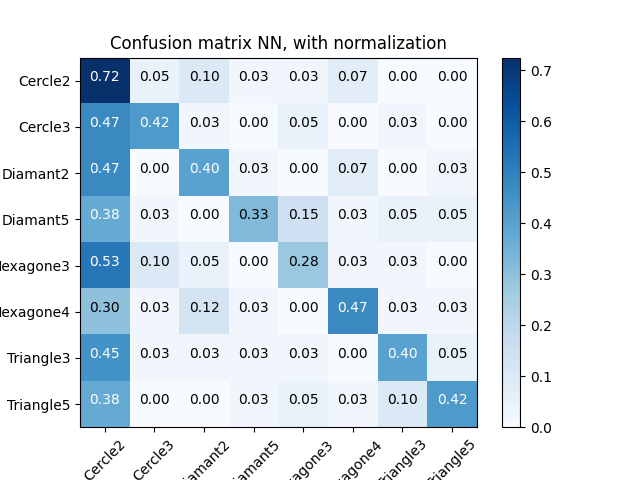 Confusion matrix NN, with normalization
Cercle2 0.72 0.05 0.10 0.03 0.03 0.07 0.00 0.00
Cercle3 0.47 0.42 0.03 0.00 0.05 0.00 0.03 0.00
Diamant2 0.47 0.00 0.40 0.03 0.00 0.07 0.00 0.03
Diamant5 0.38 0.03 0.00 0.33 0.15 0.03 0.05 0.05
exagone3 0.53 0.10 0.05 0.00 0.28 0.03 0.03 0.00
exagone4 0.30 0.03 0.12 0.03 0.00 0.47 0.03 0.03
Triangle3 0.45 0.03 0.03 0.03 0.03 0.00 0.40 0.05
Triangle5 0.38 0.00 0.00 0.03 0.05 0.03 0.10 0.42
Cercle2 Cercle3 amant2 amant5 agone3 agone4 riangle3 riangle5
0.7
0.6
0.5
0.4
0.3
0.2
0.1
0.0